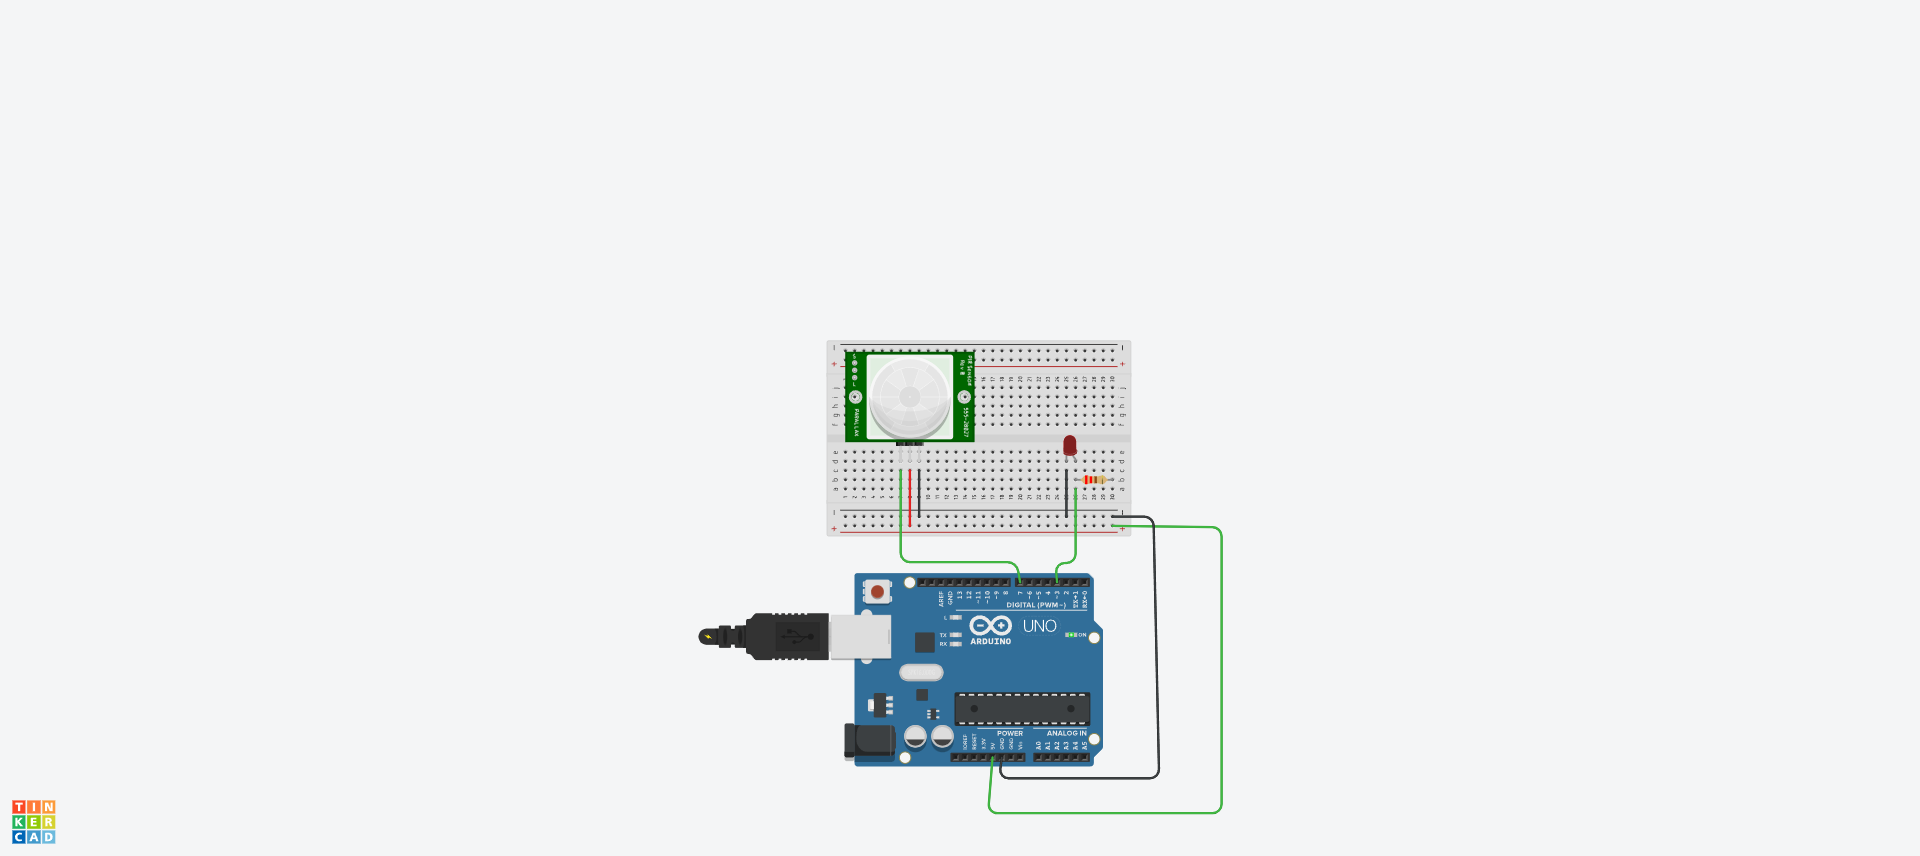 PIR Sensor
Rev B
PARALLAX
555-28027
AREF
GND
13
12
~11
~10
~9
8
7
~6
~5
4
~3
2
TX→1
RX←0
DIGITAL (PWM~)
L
TX
RX
ARDUINO
UNO
ON
POWER
ANALOG IN
IOREF
RESET
3.3V
5V
GND
GND
Vin
A0
A1
A2
A3
A4
A5
TIN
KER
CAD